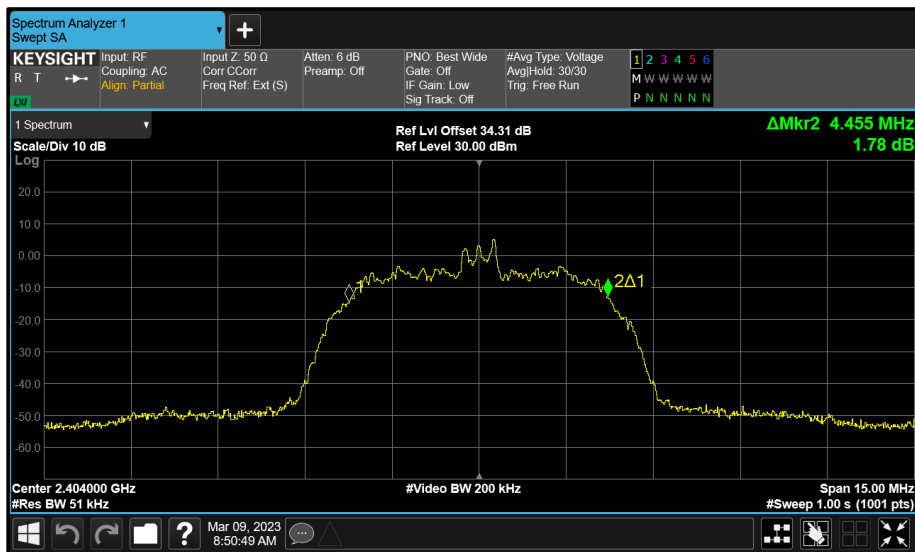 Spectrum Analyzer 1
Swept SA
KEYSIGHT
R T
LXI
Input: RF
Coupling: AC
Align: Partial
Input Z: 50 Ω
Corr CCorr
Freq Ref: Ext (S)
Atten: 6 dB
Preamp: Off
PNO: Best Wide
Gate: Off
IF Gain: Low
Sig Track: Off
#Avg Type: Voltage
Avg|Hold: 30/30
Trig: Free Run
1 2 3 4 5 6
M W W W W W
P N N N N N
1 Spectrum
Scale/Div 10 dB
Log
Ref Lvl Offset 34.31 dB
Ref Level 30.00 dBm
ΔMkr2 4.455 MHz
1.78 dB
20.0
10.0
0.00
-10.0
-20.0
-30.0
-40.0
-50.0
-60.0
1
2Δ1
Center 2.404000 GHz
#Video BW 200 kHz
Span 15.00 MHz
#Res BW 51 kHz
#Sweep 1.00 s (1001 pts)
?
Mar 09, 2023
8:50:49 AM